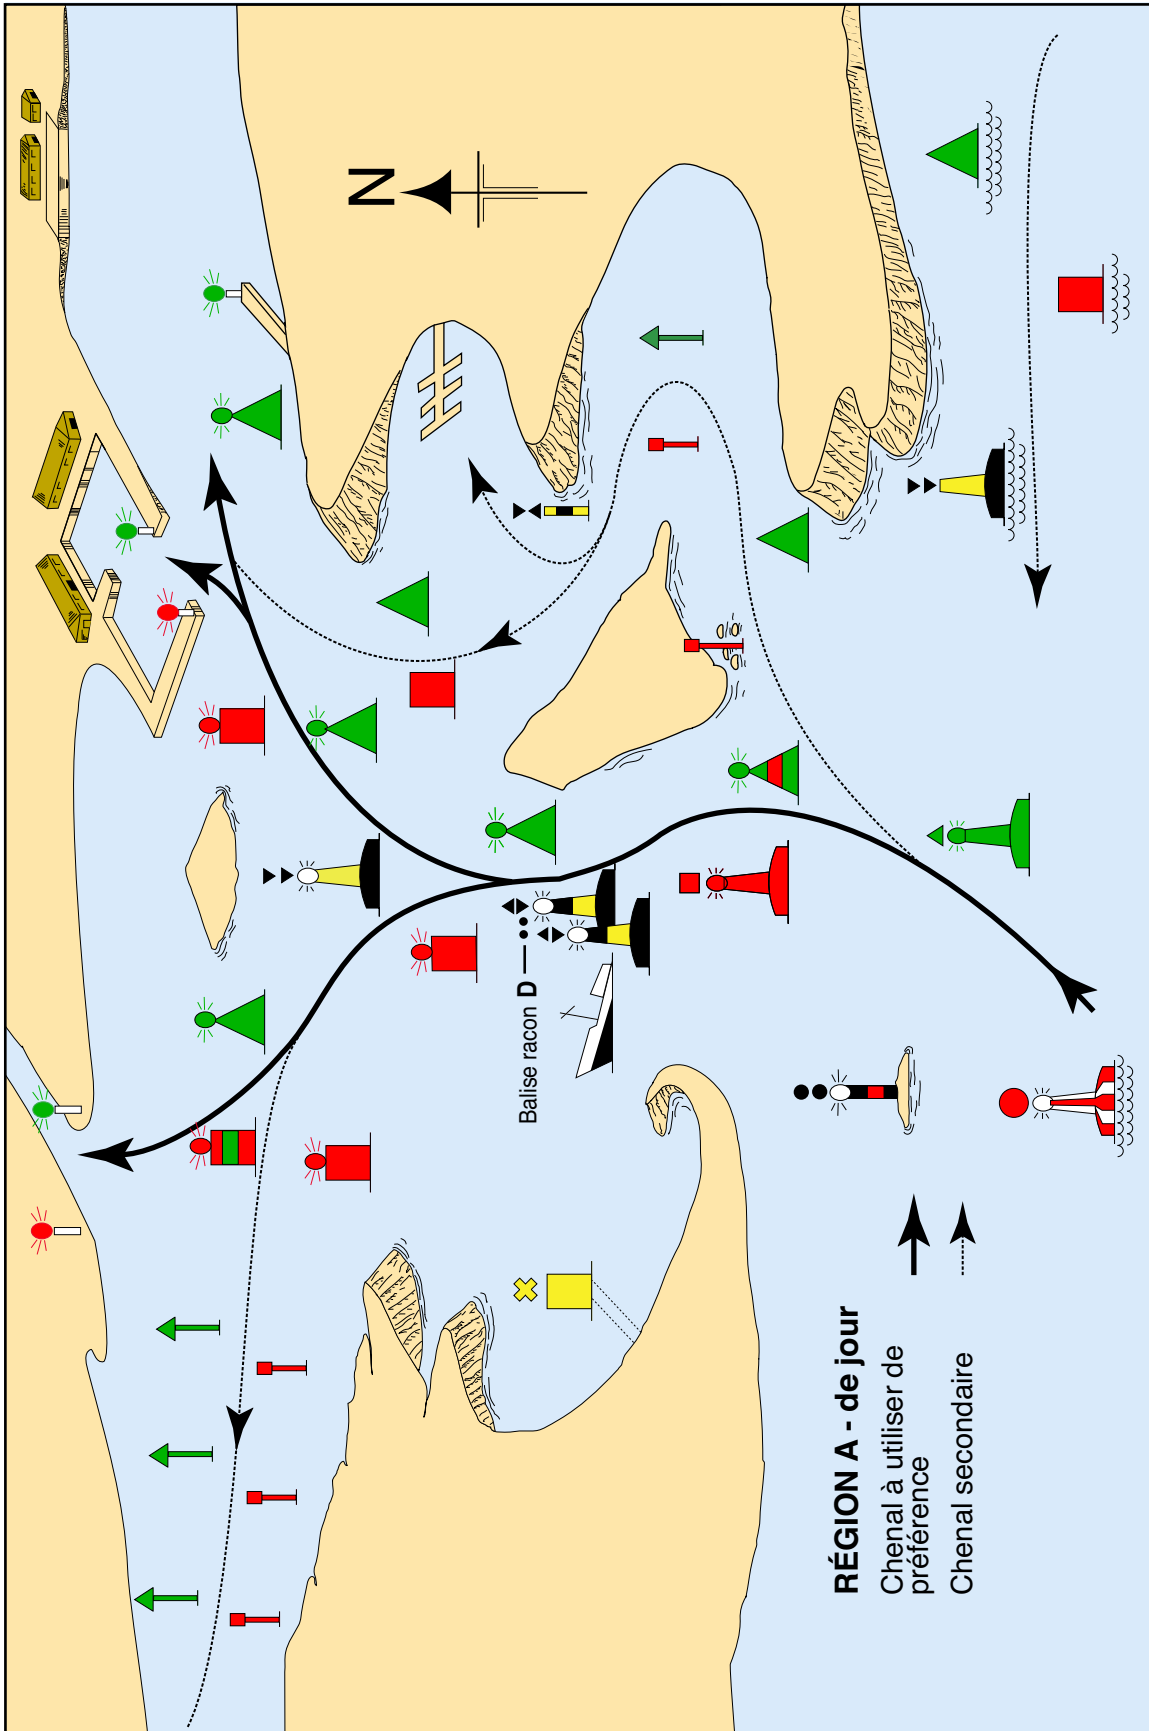 N
Balise racon D
RÉGION A - de jour
Chenal à utiliser de
préférence
Chenal secondaire